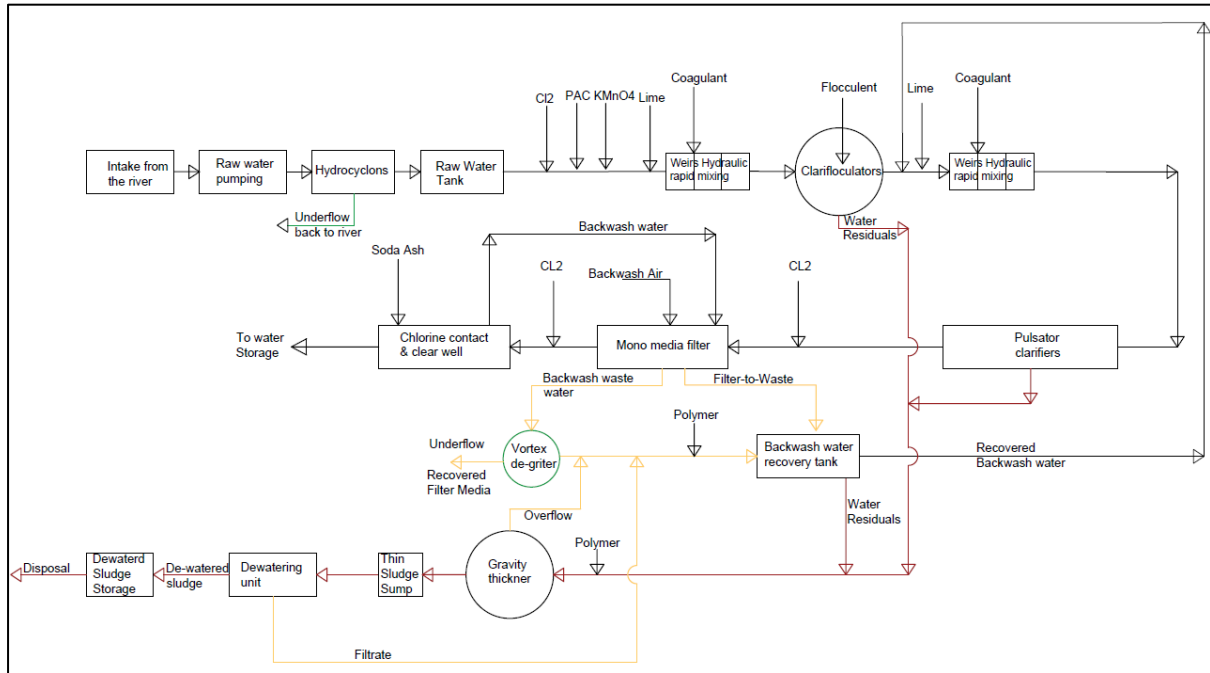 Coagulant
Flocculent
Coagulant
Cl2
PAC KMnO4
Lime
Lime
Intake from
the river
Raw water
pumping
Hydrocyclons
Raw Water
Tank
Weirs Hydraulic
rapid mixing
Clarifloculators
Weirs Hydraulic
rapid mixing
Underflow
back to river
Water
Residuals
Backwash water
Soda Ash
CL2
Backwash Air
CL2
To water
Storage
Chlorine contact
& clear well
Mono media filter
Pulsator
clarifiers
Backwash waste
water
Filter-to-Waste
Polymer
Underflow
Recovered
Filter Media
Vortex
de-griter
Backwash water
recovery tank
Recovered
Backwash water
Overflow
Water
Residuals
Polymer
Disposal
Dewaterd
Sludge
Storage
De-watered
sludge
Dewatering
unit
Thin
Sludge
Sump
Gravity
thickner
Filtrate